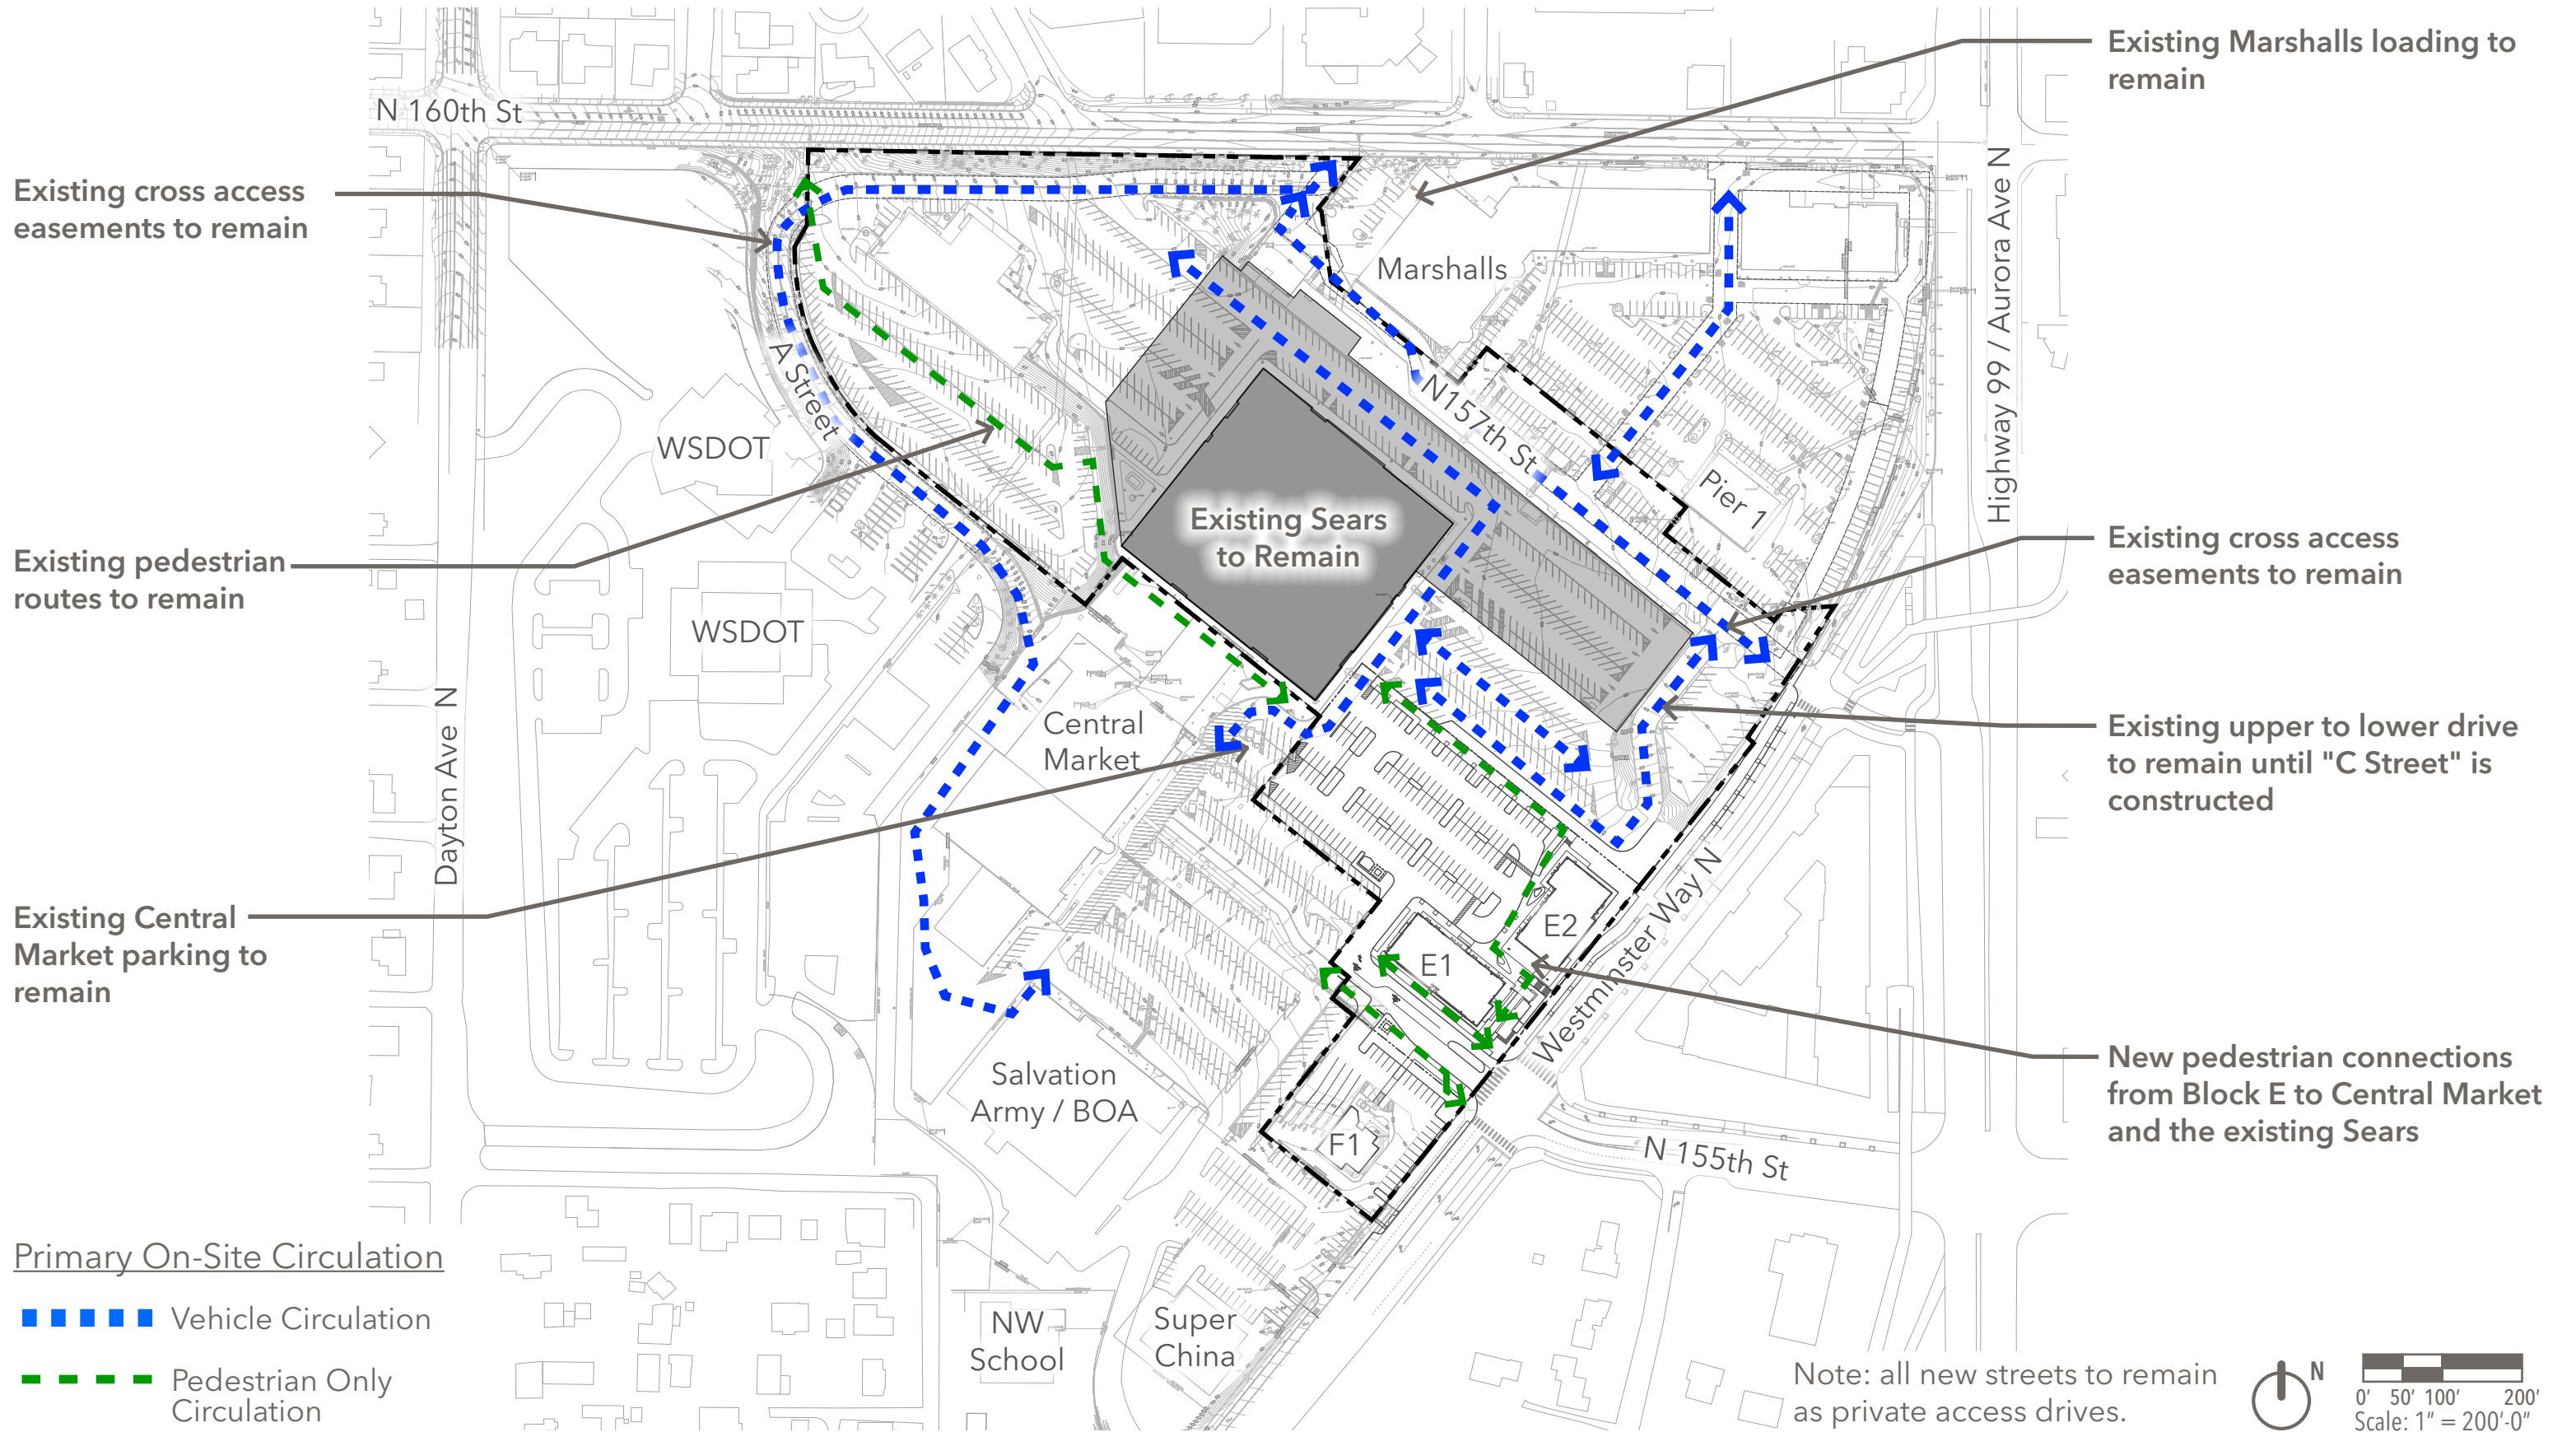 Existing Marshalls loading to
remain
N 160th St
Existing cross access
easements to remain
Highway 99 / Aurora Ave N
Marshalls
A Street
N157th St
WSDOT
Pier 1
Existing Sears
to Remain
Existing cross access
easements to remain
Existing pedestrian
routes to remain
WSDOT
Dayton Ave N
Central
Market
Existing upper to lower drive
to remain until "C Street" is
constructed
Existing Central
Market parking to
remain
E2
E1
Westminster Way N
New pedestrian connections
from Block E to Central Market
and the existing Sears
Salvation
Army / BOA
F1
N 155th St
Primary On-Site Circulation
Vehicle Circulation
Pedestrian Only
Circulation
NW
School
Super
China
Note: all new streets to remain
as private access drives.
N
0' 50' 100' 200'
Scale: 1" = 200'-0"